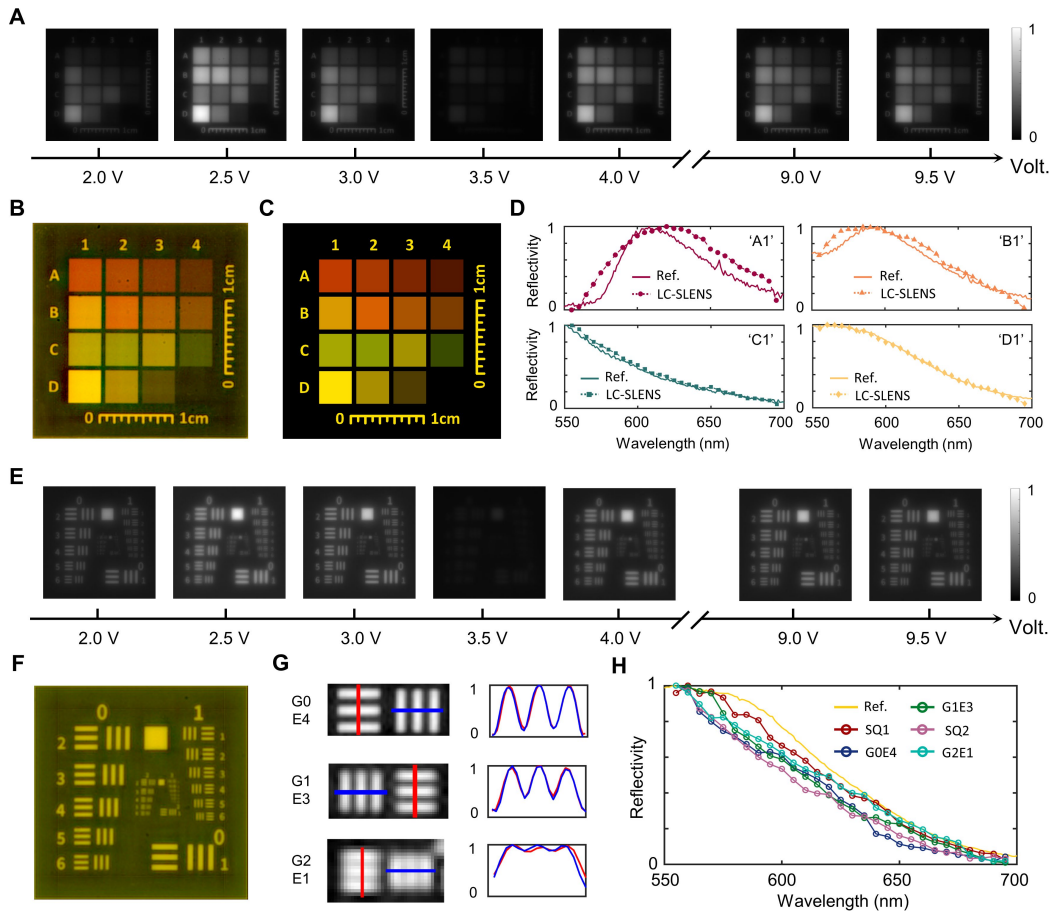 A
1
0
2.0 V
2.5 V
3.0 V
3.5 V
4.0 V
9.0 V
9.5 V
Volt.
B
1 2 3 4
A
B
C
D
0 1cm
0 1cm
C
1 2 3 4
A
B
C
D
0 1cm
0 1cm
D
Reflectivity
1
0
'A1'
Ref.
LC-SLENS
1
'B1'
Ref.
LC-SLENS
Reflectivity
1
0
'C1'
Ref.
LC-SLENS
1
0
'D1'
Ref.
LC-SLENS
550 600 650 700
550 600 650 700
Wavelength (nm)
Wavelength (nm)
E
1
0
2.0 V
2.5 V
3.0 V
3.5 V
4.0 V
9.0 V
9.5 V
Volt.
F
0 1
2
3
4
5
6
0
1
G
G0
E4
1
0
G1
E3
1
0
G2
E1
1
0
H
Reflectivity
1
0
Ref.
SQ1
G0E4
G1E3
SQ2
G2E1
550 600 650 700
Wavelength (nm)